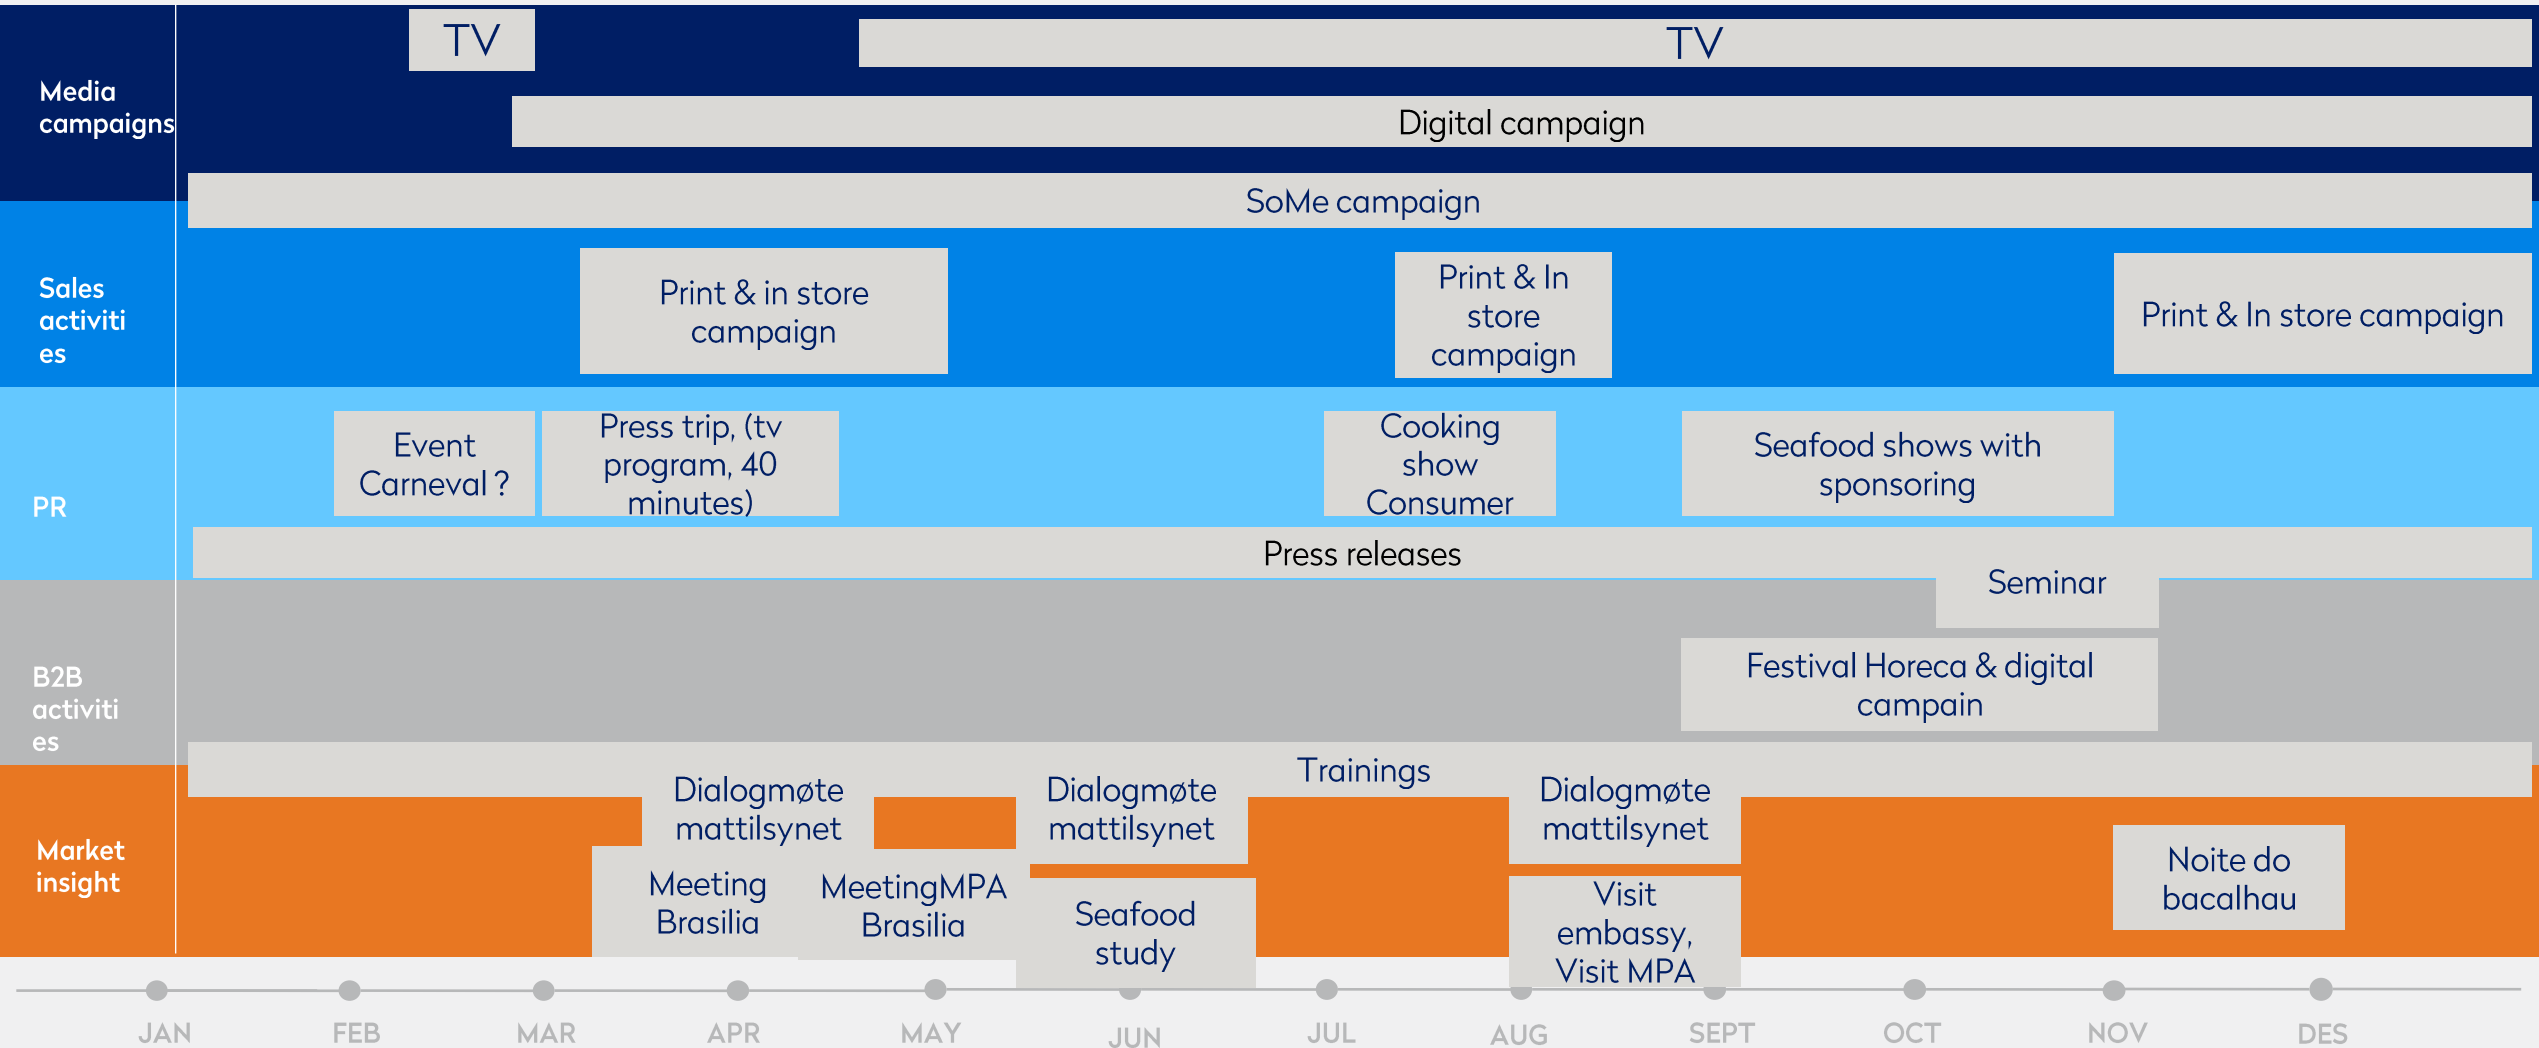 TV
TV
Media
campaigns
Digital campaign
SoMe campaign
Sales
activiti
es
Print & in store
campaign
Print & In
store
campaign
Print & In store campaign
PR
Event
Carneval ?
Press trip, (tv
program, 40
minutes)
Cooking
show
Consumer
Seafood shows with
sponsoring
Press releases
B2B
activiti
es
Seminar
Festival Horeca & digital
campain
Trainings
Market
insight
Dialogmøte
mattilsynet
Dialogmøte
mattilsynet
Dialogmøte
mattilsynet
Meeting
Brasilia
MeetingMPA
Brasilia
Seafood
study
Visit
embassy,
Visit MPA
Noite do
bacalhau
JAN FEB MAR APR MAY JUN JUL AUG SEPT OCT NOV DES